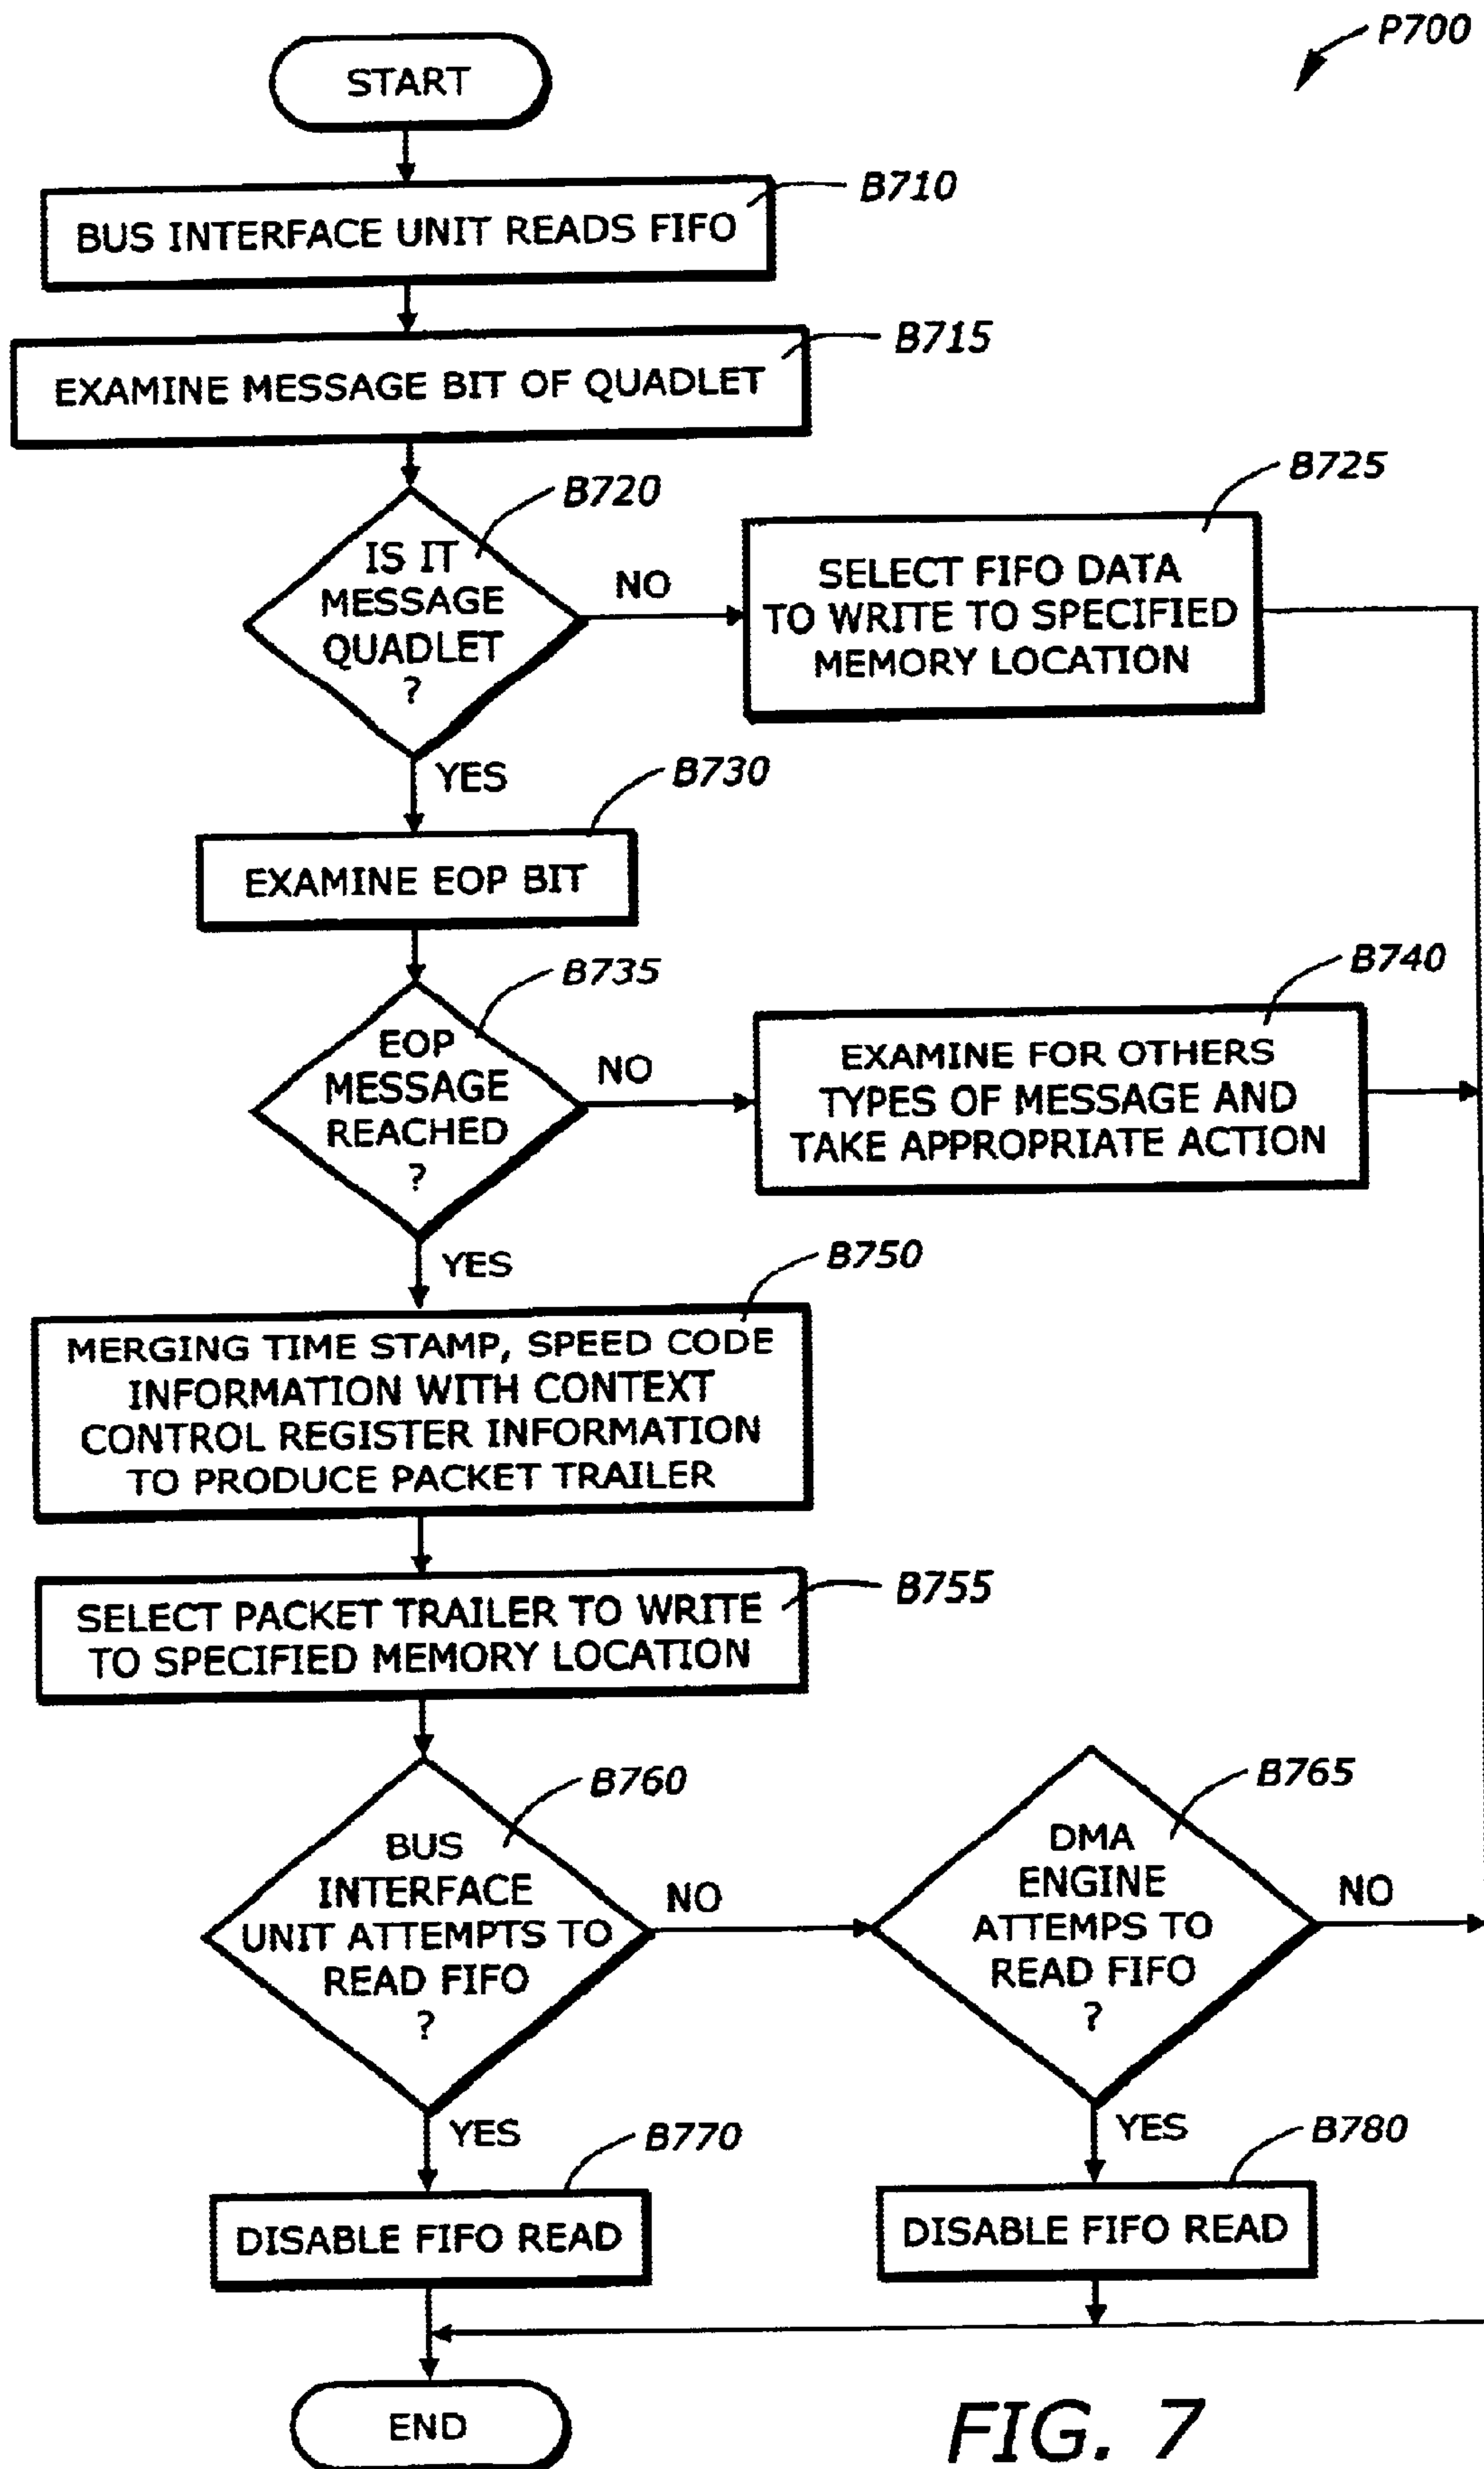 P700
START
B710
BUS INTERFACE UNIT READS FIFO
B715
EXAMINE MESSAGE BIT OF QUADLET
B720
IS IT
MESSAGE
QUADLET
?
NO
YES
B725
SELECT FIFO DATA
TO WRITE TO SPECIFIED
MEMORY LOCATION
B730
EXAMINE EOP BIT
B735
EOP
MESSAGE
REACHED
?
NO
YES
B740
EXAMINE FOR OTHERS
TYPES OF MESSAGE AND
TAKE APPROPRIATE ACTION
B750
MERGING TIME STAMP, SPEED CODE
INFORMATION WITH CONTEXT
CONTROL REGISTER INFORMATION
TO PRODUCE PACKET TRAILER
B755
SELECT PACKET TRAILER TO WRITE
TO SPECIFIED MEMORY LOCATION
B760
BUS
INTERFACE
UNIT ATTEMPTS TO
READ FIFO
?
NO
YES
B765
DMA
ENGINE
ATTEMPS TO
READ FIFO
?
NO
YES
B770
DISABLE FIFO READ
B780
DISABLE FIFO READ
END
FIG. 7